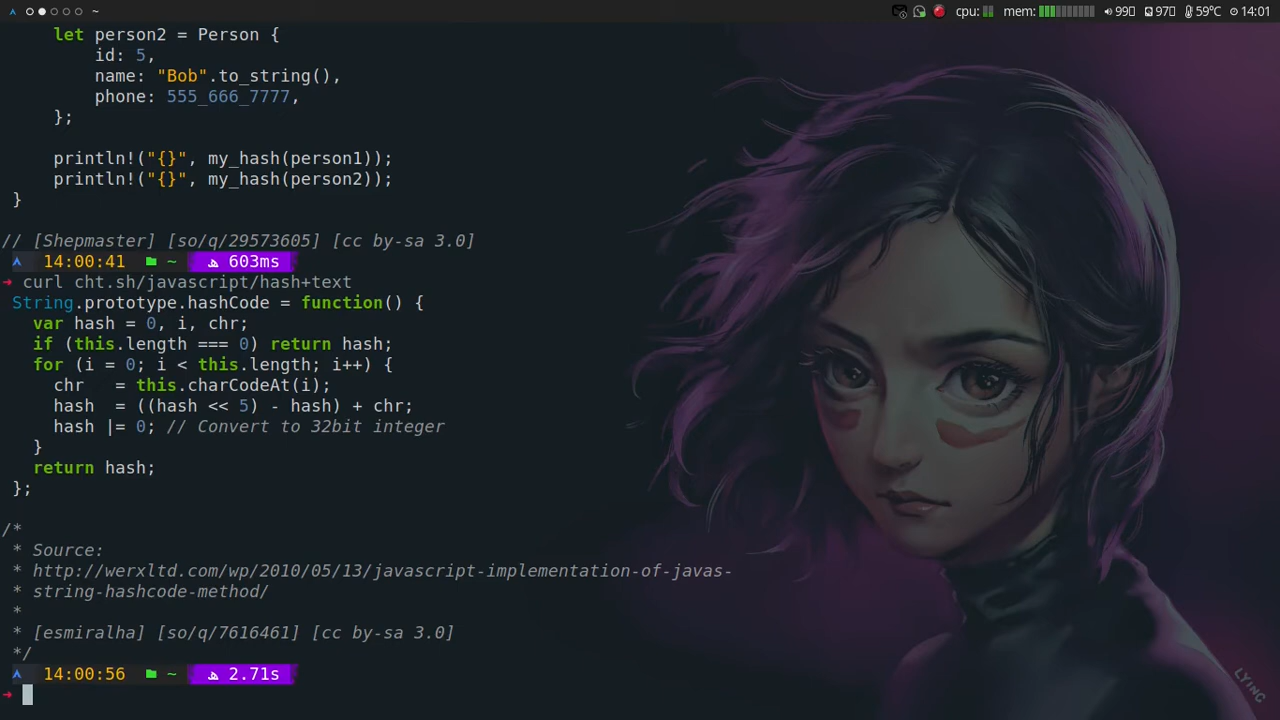 ~ cpu: mem: 99 97 59℃ 14:01
let person2 = Person {
id: 5,
name: "Bob".to_string(),
phone: 555_666_7777,
};
println!("{}", my_hash(person1));
println!("{}", my_hash(person2));
}
// [Shepmaster] [so/q/29573605] [cc by-sa 3.0]
14:00:41 ~ 603ms
➜ curl cht.sh/javascript/hash+text
String.prototype.hashCode = function() {
var hash = 0, i, chr;
if (this.length === 0) return hash;
for (i = 0; i < this.length; i++) {
chr   = this.charCodeAt(i);
hash  = ((hash << 5) - hash) + chr;
hash |= 0; // Convert to 32bit integer
}
return hash;
};
/*
* Source:
* http://werxltd.com/wp/2010/05/13/javascript-implementation-of-javas-
* string-hashcode-method/
*
* [esmiralha] [so/q/7616461] [cc by-sa 3.0]
*/
14:00:56 ~ 2.71s
➜
LYING